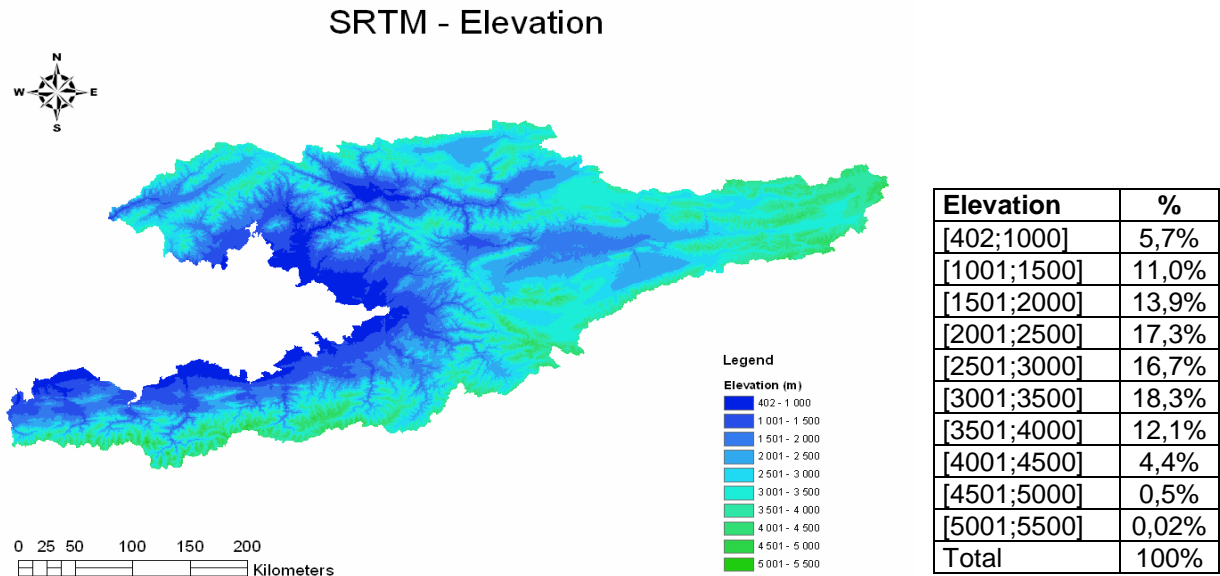 SRTM - Elevation
N
W E
S
Legend
Elevation (m)
402 - 1 000
1 001 - 1 500
1 501 - 2 000
2 001 - 2 500
2 501 - 3 000
3 001 - 3 500
3 501 - 4 000
4 001 - 4 500
4 501 - 5 000
5 001 - 5 500
0 25 50 100 150 200
Kilometers
Elevation %
[402;1000] 5,7%
[1001;1500] 11,0%
[1501;2000] 13,9%
[2001;2500] 17,3%
[2501;3000] 16,7%
[3001;3500] 18,3%
[3501;4000] 12,1%
[4001;4500] 4,4%
[4501;5000] 0,5%
[5001;5500] 0,02%
Total 100%